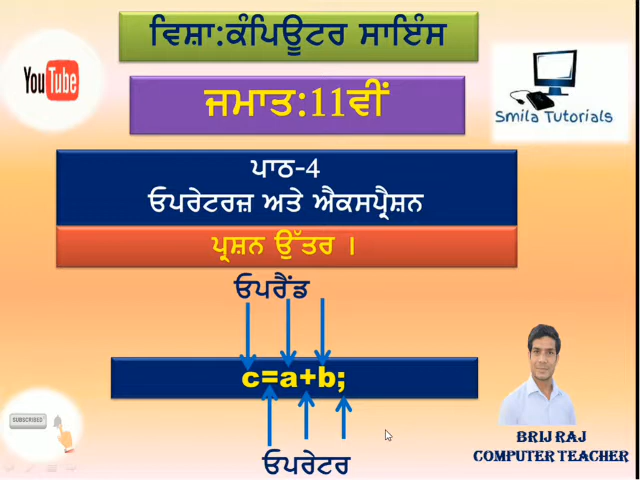 ਵਿਸ਼ਾ:ਕੰਪਿਊਟਰ ਸਾਇੰਸ
YouTube
ਜਮਾਤ:11ਵੀਂ
Smila Tutorials
ਪਾਠ-4
ਓਪਰੇਟਰਜ਼ ਅਤੇ ਐਕਸਪ੍ਰੈਸ਼ਨ
ਪ੍ਰਸ਼ਨ ਉੱਤਰ ।
ਓਪਰੈਂਡ
c=a+b;
SUBSCRIBED
BRIJ RAJ
COMPUTER TEACHER
ਓਪਰੇਟਰ